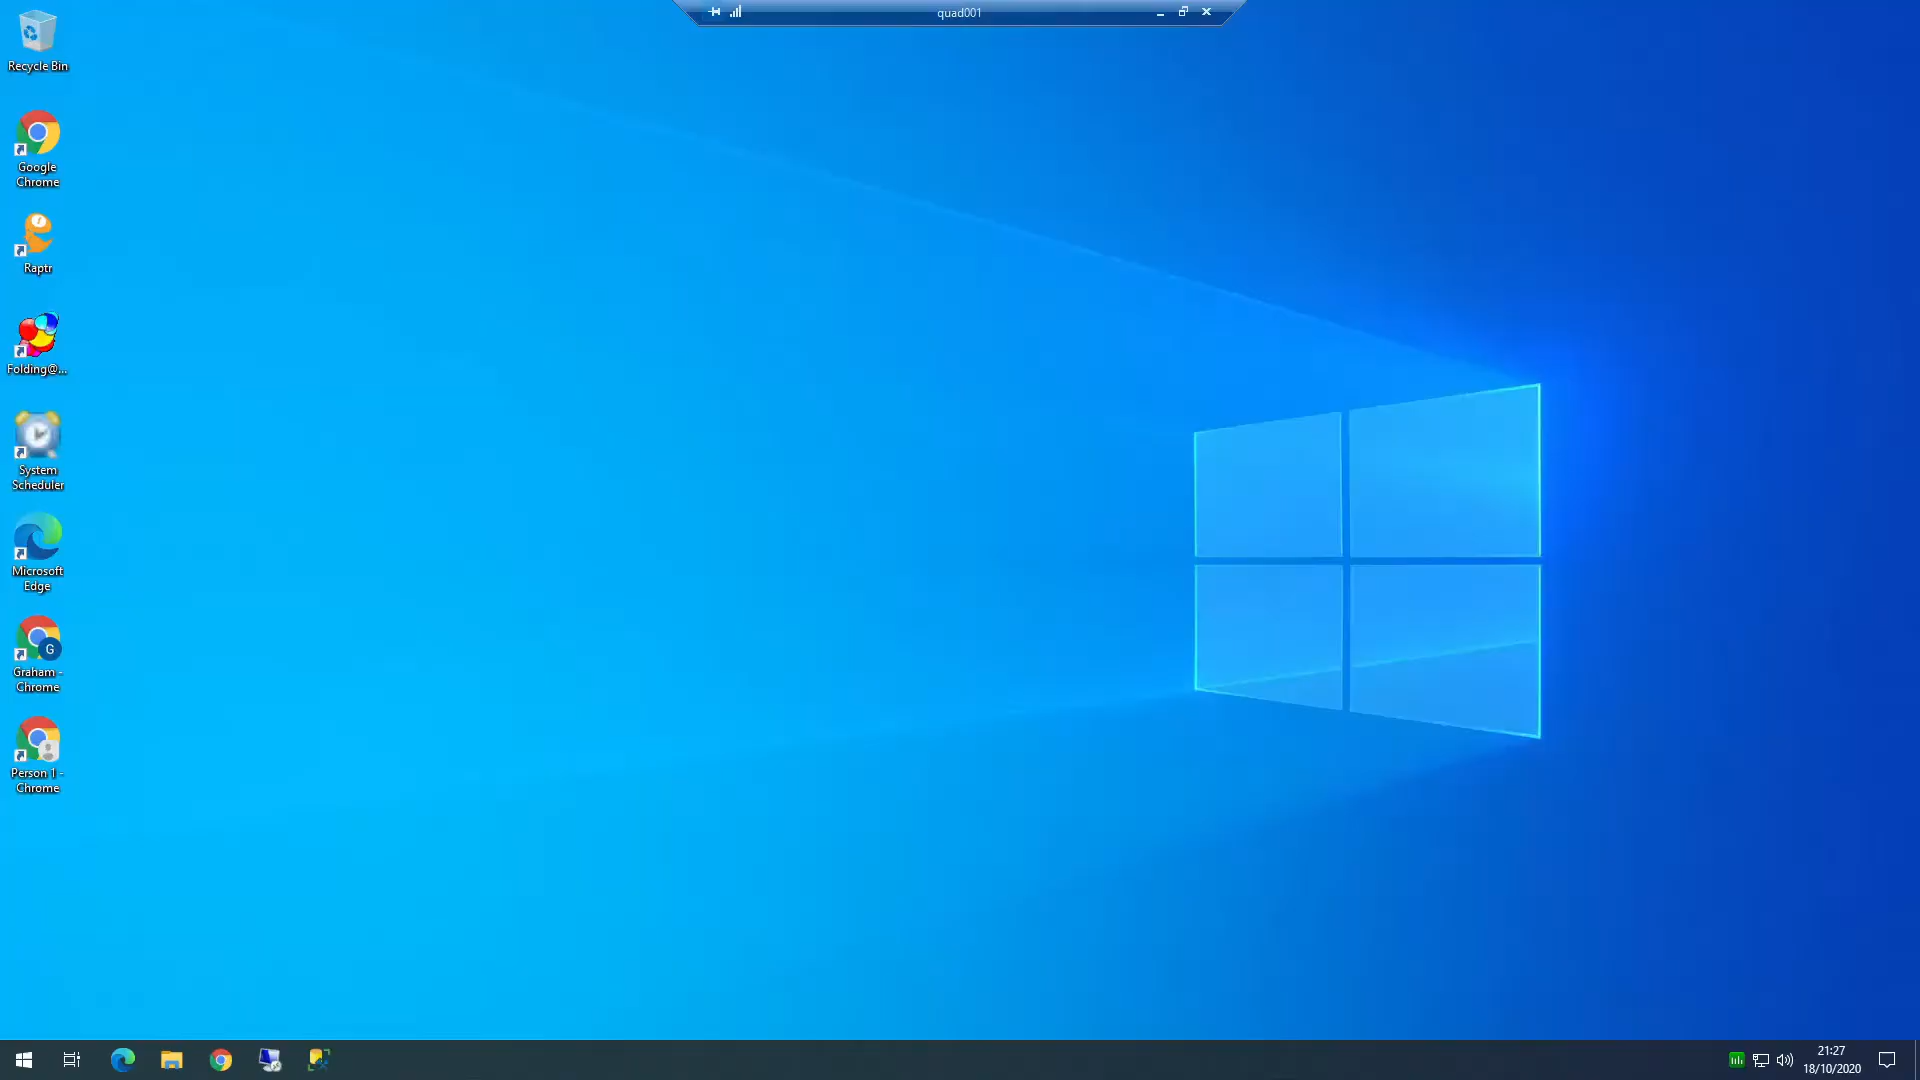 quad001
Recycle Bin
Google
Chrome
Raptr
Folding@...
System
Scheduler
Microsoft
Edge
G
Graham -
Chrome
Person 1 -
Chrome
21:27
18/10/2020